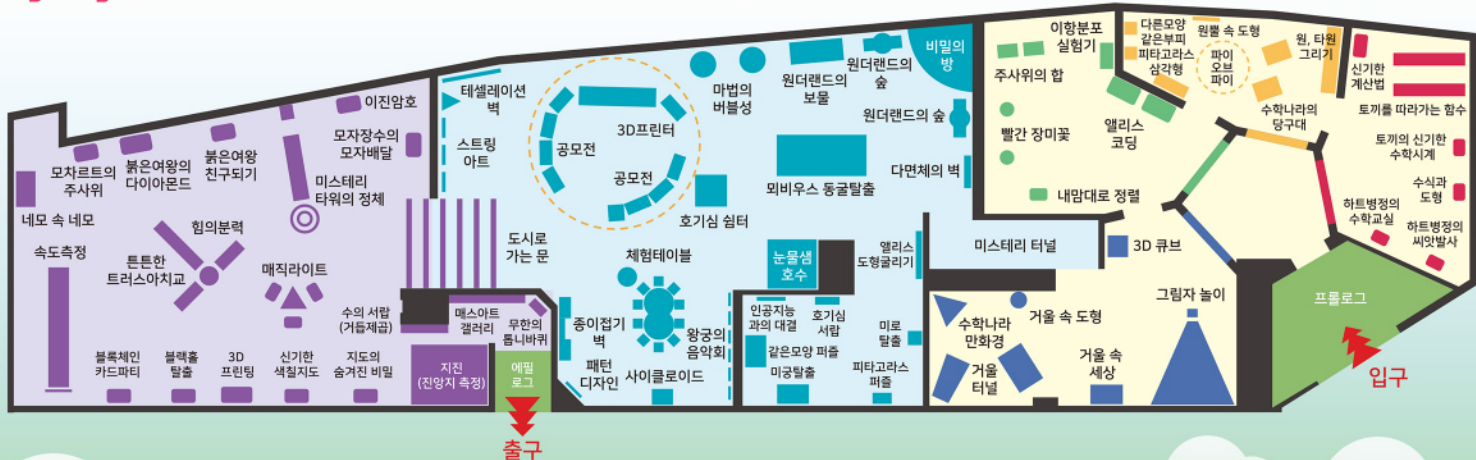 이진암호
모자장수의
모자배달
붉은여왕
친구되기
붉은여왕의
다이아몬드
모차르트의
주사위
미스테리
타워의 정체
네모 속 네모
속도측정
힘의분력
튼튼한
트러스아치교
매직라이트
수의 서랍
(거듭제곱)
블록체인
카드파티
블랙홀
탈출
3D
프린팅
신기한
색칠지도
지도의
숨겨진 비밀
지진
(진앙지 측정)
매스아트
갤러리
무한의
톱니바퀴
에필
로그
출구
테셀레이션
벽
스트링
아트
3D프린터
공모전
공모전
마법의
버블성
원더랜드의
보물
원더랜드의
숲
비밀의
방
원더랜드의 숲
다면체의 벽
뫼비우스 동굴탈출
호기심 쉼터
도시로
가는 문
체험테이블
눈물샘
호수
앨리스
도형굴리기
종이접기
벽
패턴
디자인
사이클로이드
왕궁의
음악회
인공지능
과의 대결
호기심
서랍
미로
탈출
같은모양 퍼즐
미궁탈출
피타고라스
퍼즐
이항분포
실험기
주사위의 합
빨간 장미꽃
앨리스
코딩
내맘대로 정렬
미스테리 터널
다른모양
같은부피
피타고라스
삼각형
원뿔 속 도형
파이
오브
파이
원, 타원
그리기
수학나라의
당구대
신기한
계산법
토끼를 따라가는 함수
토끼의 신기한
수학시계
수식과
도형
하트병정의
수학교실
하트병정의
씨앗발사
3D 큐브
그림자 놀이
거울 속 도형
수학나라
만화경
거울
터널
거울 속
세상
프롤로그
입구